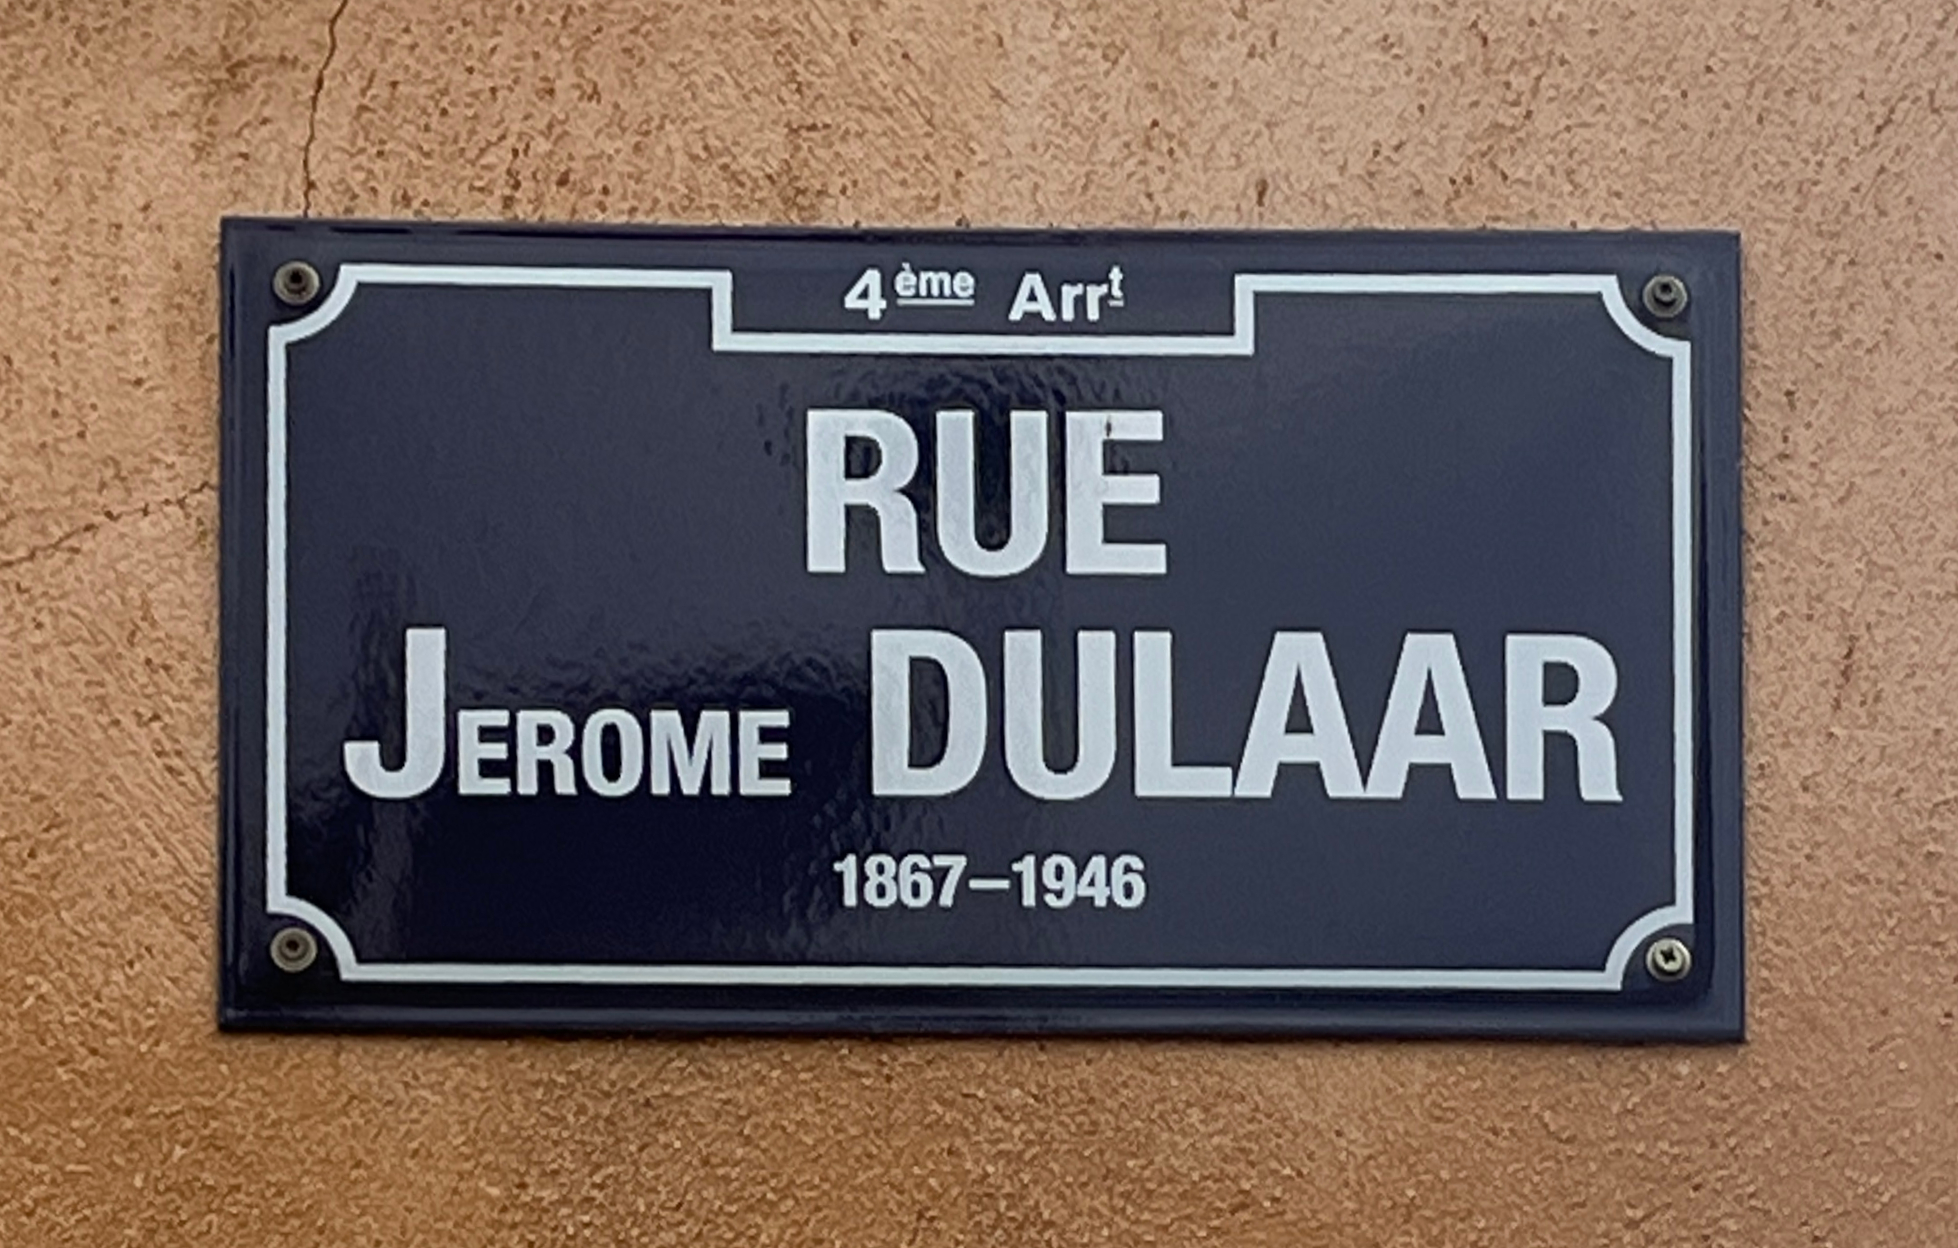 4ème Arrt
RUE
JEROME DULAAR
1867–1946